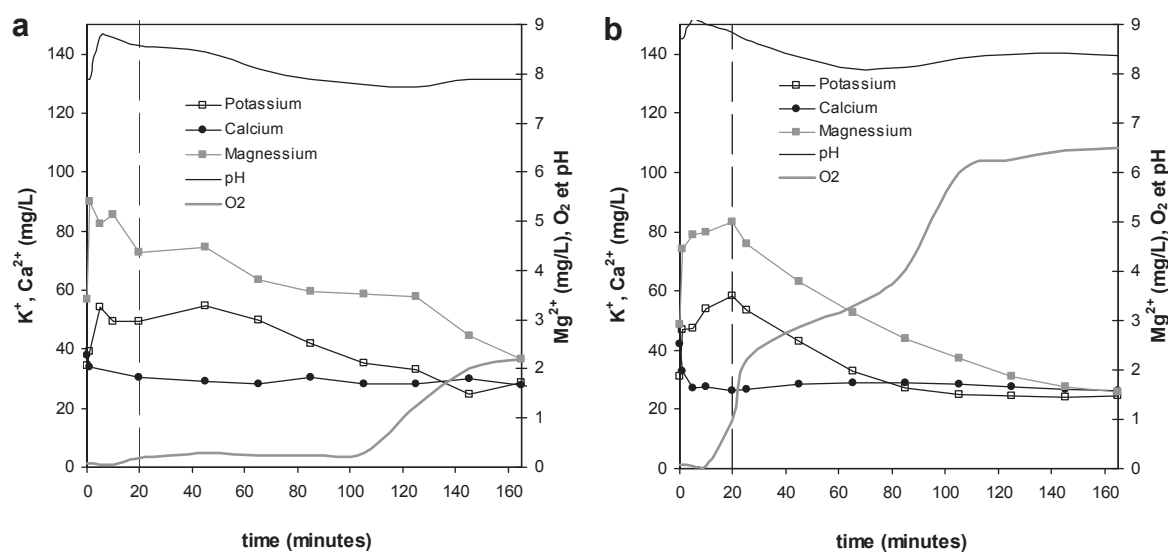 a
160
140
120
100
80
60
40
20
0
K⁺, Ca²⁺ (mg/L)
9
8
7
6
5
4
3
2
1
0
Mg²⁺ (mg/L), O₂ et pH
Potassium
Calcium
Magnessium
pH
O2
0 20 40 60 80 100 120 140 160
time (minutes)
b
140
120
100
80
60
40
20
0
K⁺, Ca²⁺ (mg/L)
9
8
7
6
5
4
3
2
1
0
Mg²⁺ (mg/L), O₂ et pH
Potassium
Calcium
Magnessium
pH
O2
0 20 40 60 80 100 120 140 160
time (minutes)